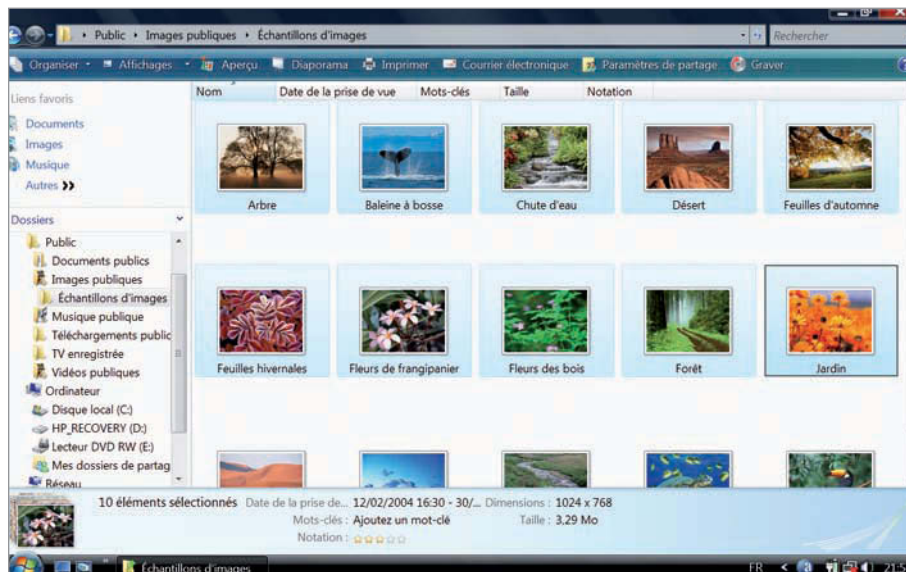 Public ▸ Images publiques ▸ Échantillons d'images
Rechercher
Organiser Affichages Aperçu Diaporama Imprimer Courrier électronique Paramètres de partage Graver
Liens favoris
Documents
Images
Musique
Autres
Dossiers
Public
Documents publics
Images publiques
Échantillons d'images
Musique publique
Téléchargements public
TV enregistrée
Vidéos publiques
Ordinateur
Disque local (C:)
HP_RECOVERY (D:)
Lecteur DVD RW (E:)
Mes dossiers de partag
Réseau
Nom Date de la prise de vue Mots-clés Taille Notation
Arbre Baleine à bosse Chute d'eau Désert Feuilles d'automne
Feuilles hivernales Fleurs de frangipanier Fleurs des bois Forêt Jardin
10 éléments sélectionnés Date de la prise de... 12/02/2004 16:30 - 30/... Dimensions : 1024 x 768
Mots-clés : Ajoutez un mot-clé Taille : 3,29 Mo
Notation :
Échantillons d'images FR